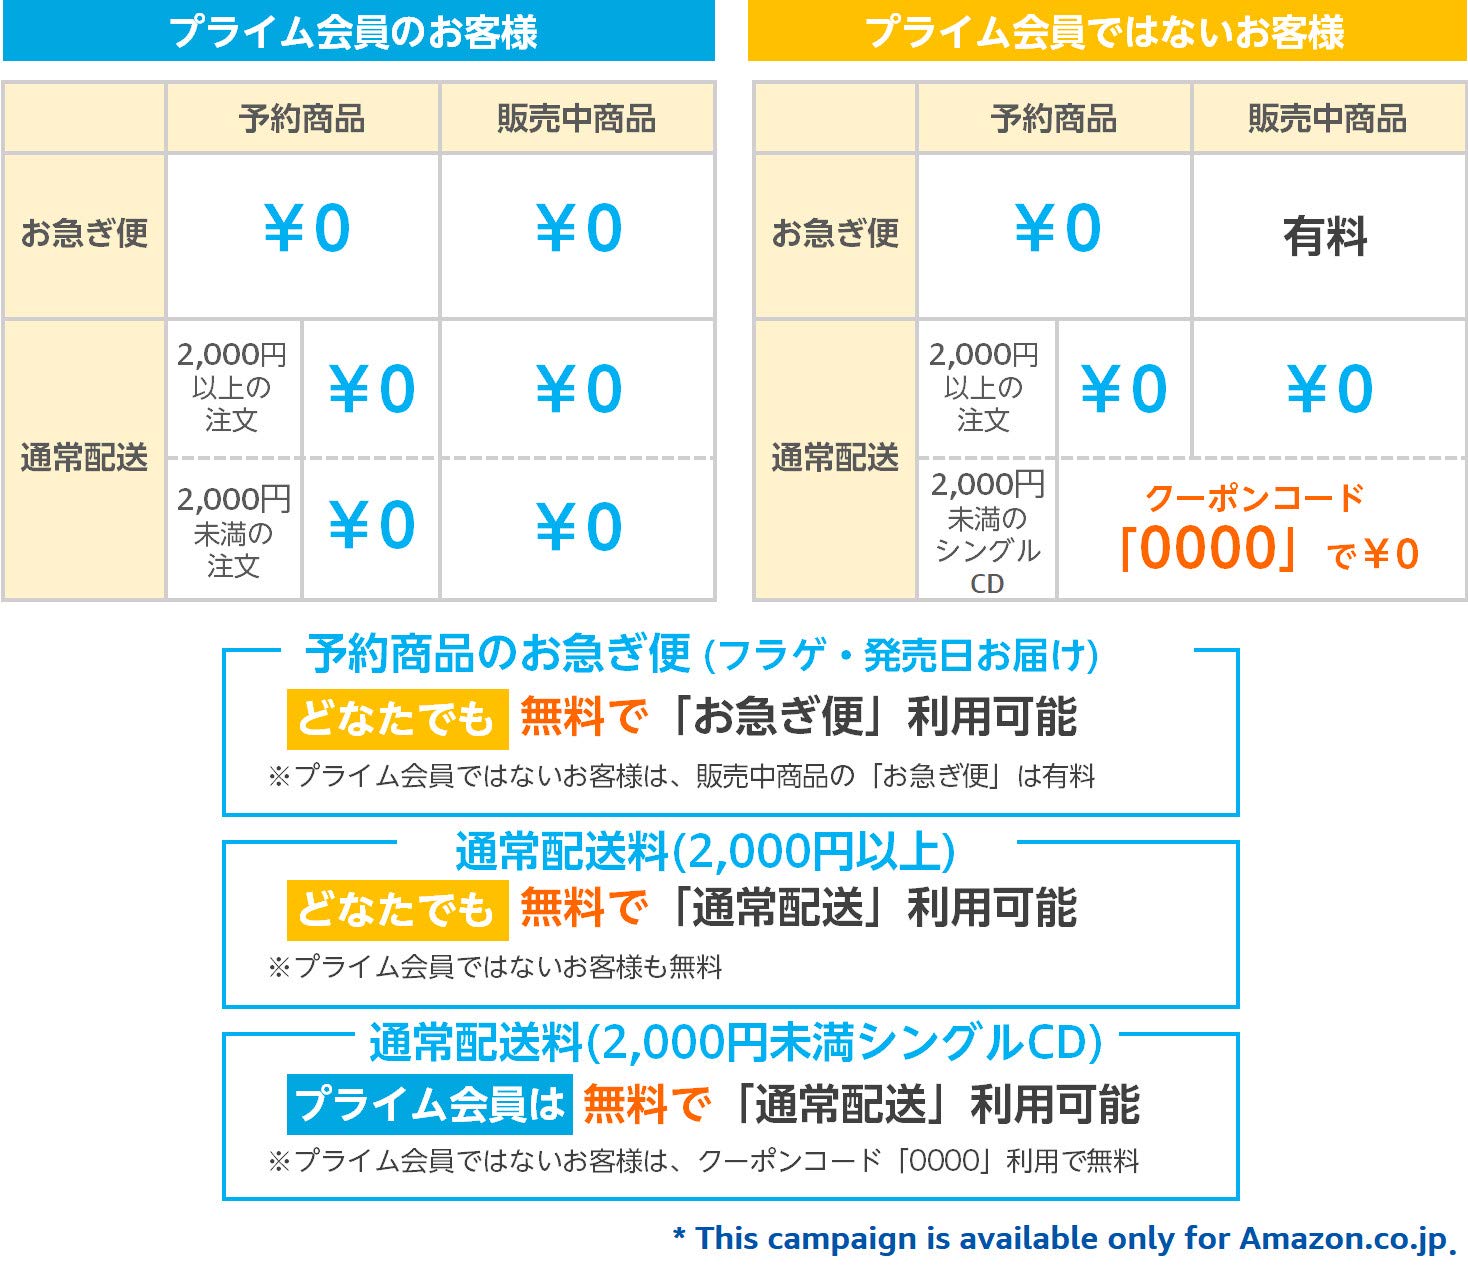 プライム会員のお客様
予約商品
販売中商品
お急ぎ便
¥0
¥0
通常配送
2,000円
以上の
注文
¥0
¥0
2,000円
未満の
注文
¥0
¥0
プライム会員ではないお客様
予約商品
販売中商品
お急ぎ便
¥0
有料
通常配送
2,000円
以上の
注文
¥0
¥0
2,000円
未満の
シングル
CD
クーポンコード
「0000」で¥0
予約商品のお急ぎ便 (フラゲ・発売日お届け)
どなたでも 無料で「お急ぎ便」利用可能
※プライム会員ではないお客様は、販売中商品の「お急ぎ便」は有料
通常配送料(2,000円以上)
どなたでも 無料で「通常配送」利用可能
※プライム会員ではないお客様も無料
通常配送料(2,000円未満シングルCD)
プライム会員は 無料で「通常配送」利用可能
※プライム会員ではないお客様は、クーポンコード「0000」利用で無料
* This campaign is available only for Amazon.co.jp.